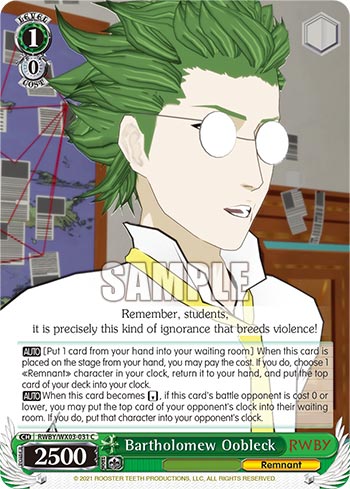 LEVEL
1
0
COST
SAMPLE
Remember, students,
it is precisely this kind of ignorance that breeds violence!
AUTO [Put 1 card from your hand into your waiting room] When this card is
placed on the stage from your hand, you may pay the cost. If you do, choose 1
«Remnant» character in your clock, return it to your hand, and put the top
card of your deck into your clock.
AUTO When this card becomes [ ], if this card's battle opponent is cost 0 or
lower, you may put the top card of your opponent's clock into their waiting
room. If you do, put that character into your opponent's clock.
CH RWBY/WX03-031 C
Bartholomew Oobleck
RWBY
2500
Remnant
© 2021 ROOSTER TEETH PRODUCTIONS, LLC, ALL RIGHTS RESERVED.